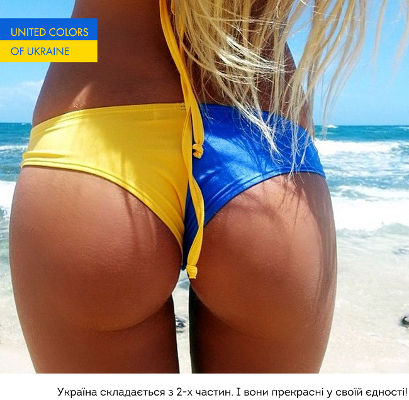 UNITED COLORS
OF UKRAINE
Україна складається з 2-х частин. І вони прекрасні у своїй єдності!